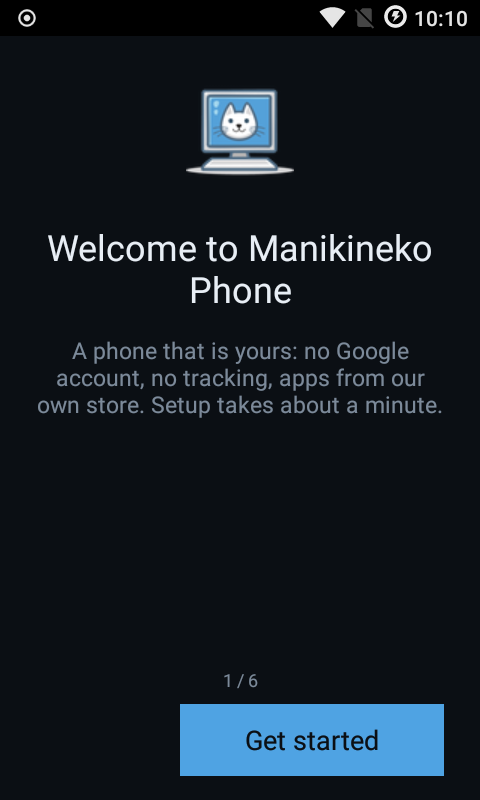 10:10
Welcome to Manikineko
Phone
A phone that is yours: no Google
account, no tracking, apps from our
own store. Setup takes about a minute.
1 / 6
Get started